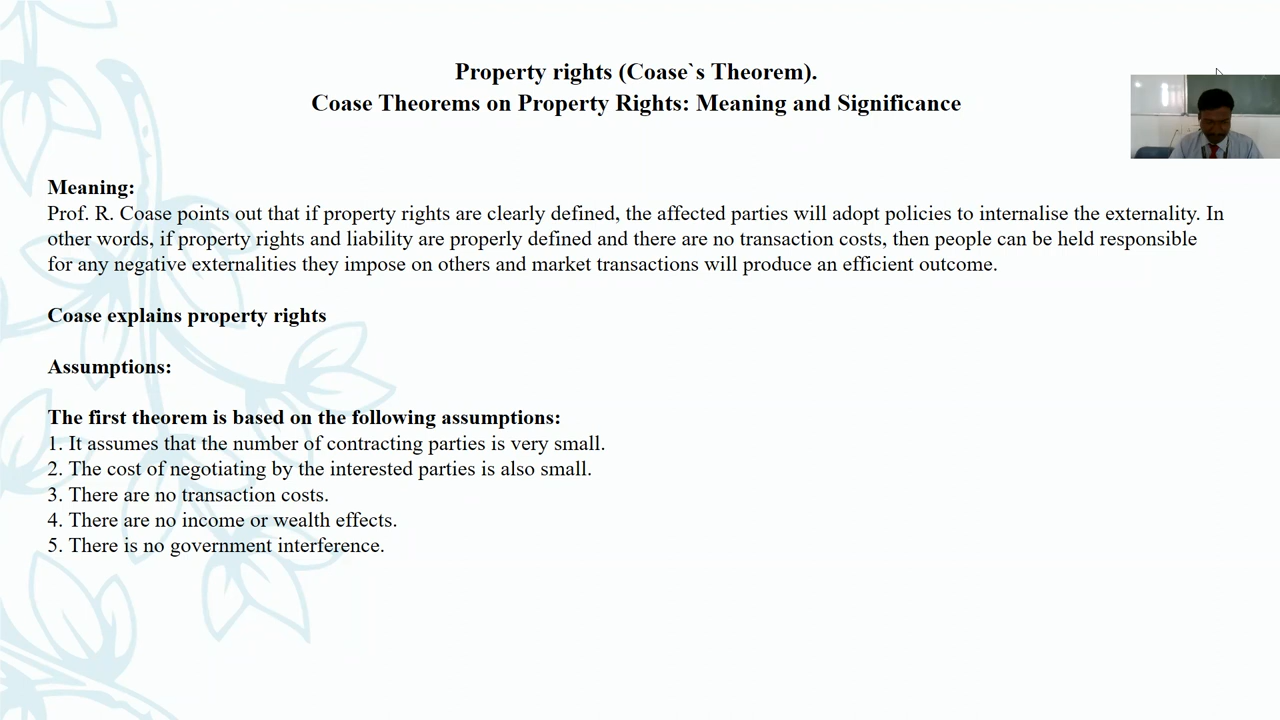 Property rights (Coase`s Theorem).
Coase Theorems on Property Rights: Meaning and Significance
Meaning:
Prof. R. Coase points out that if property rights are clearly defined, the affected parties will adopt policies to internalise the externality. In
other words, if property rights and liability are properly defined and there are no transaction costs, then people can be held responsible
for any negative externalities they impose on others and market transactions will produce an efficient outcome.
Coase explains property rights
Assumptions:
The first theorem is based on the following assumptions:
1. It assumes that the number of contracting parties is very small.
2. The cost of negotiating by the interested parties is also small.
3. There are no transaction costs.
4. There are no income or wealth effects.
5. There is no government interference.